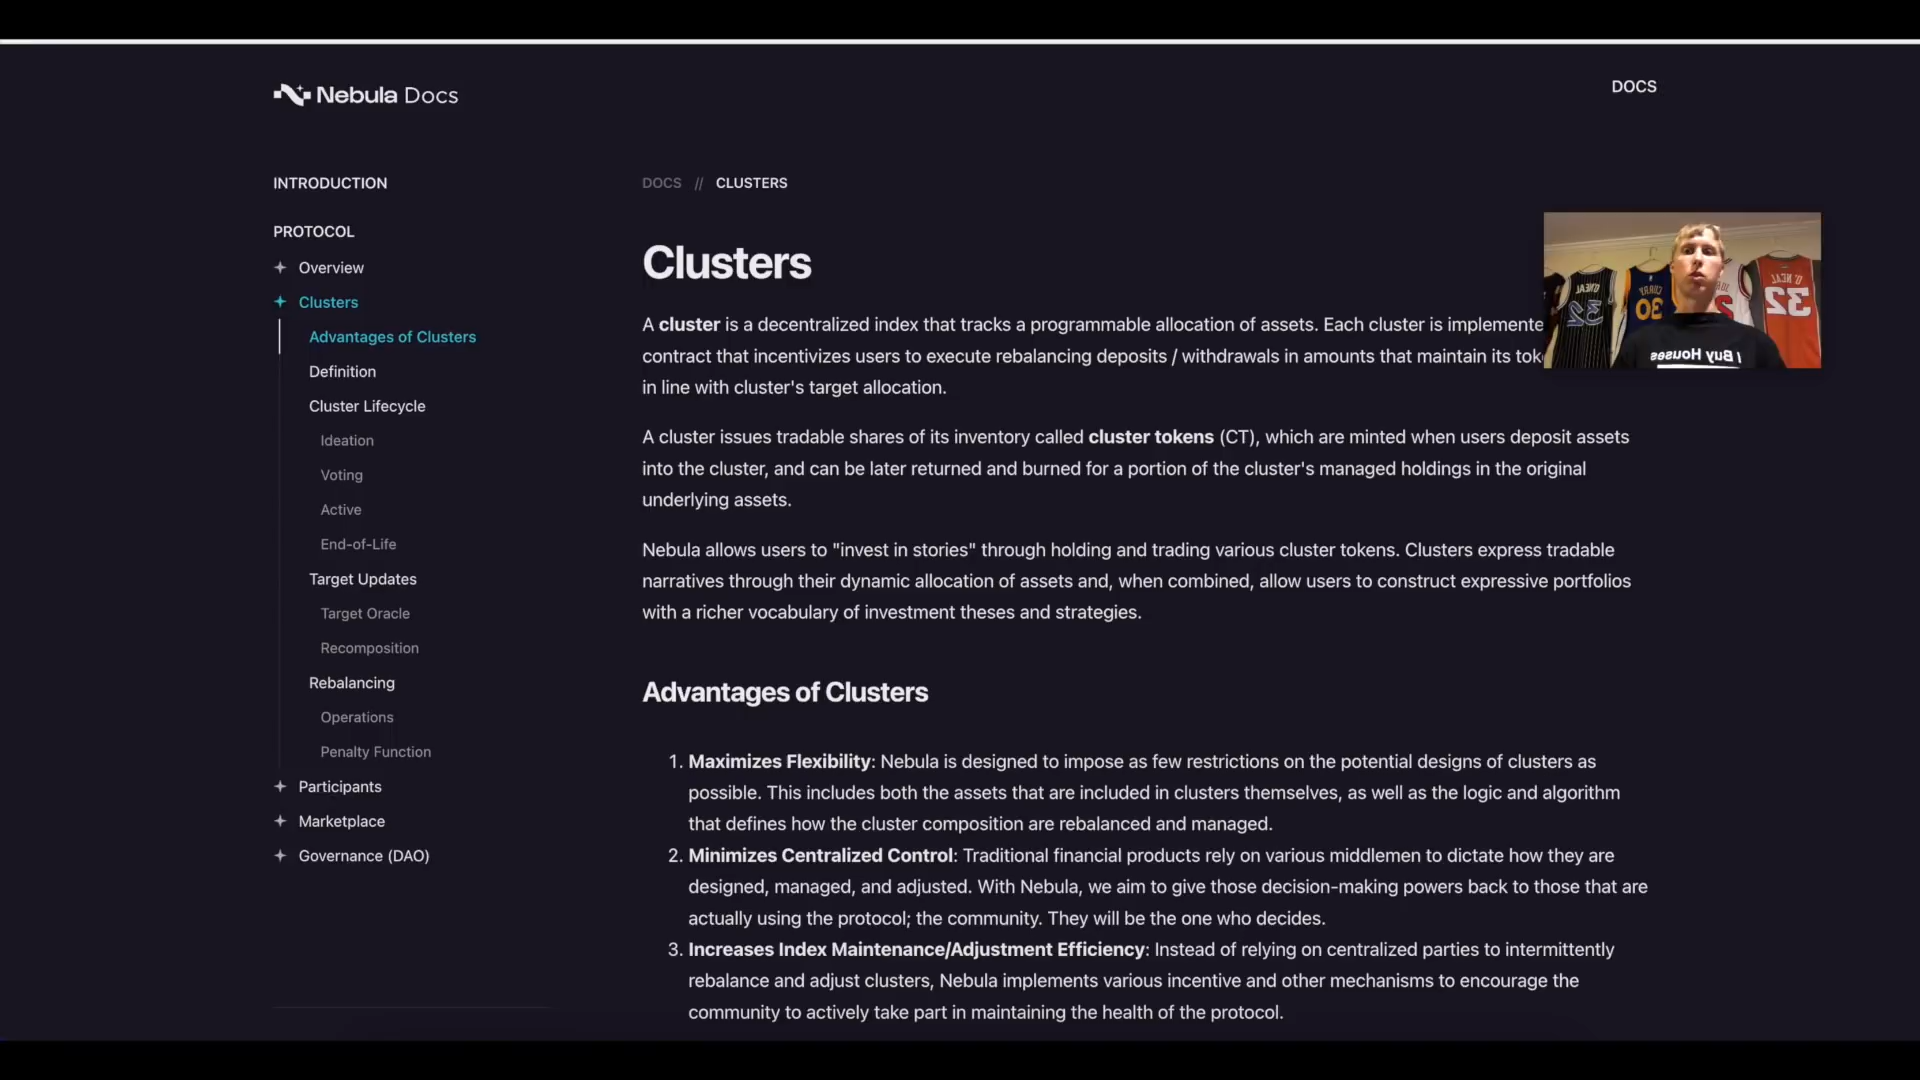 Nebula Docs
DOCS
INTRODUCTION
PROTOCOL
Overview
Clusters
Advantages of Clusters
Definition
Cluster Lifecycle
Ideation
Voting
Active
End-of-Life
Target Updates
Target Oracle
Recomposition
Rebalancing
Operations
Penalty Function
Participants
Marketplace
Governance (DAO)
DOCS // CLUSTERS
Clusters
A cluster is a decentralized index that tracks a programmable allocation of assets. Each cluster is
contract that incentivizes users to execute rebalancing deposits / withdrawals in amounts that maintain its
in line with cluster's target allocation.
A cluster issues tradable shares of its inventory called cluster tokens (CT), which are minted when users deposit assets
into the cluster, and can be later returned and burned for a portion of the cluster's managed holdings in the original
underlying assets.
Nebula allows users to "invest in stories" through holding and trading various cluster tokens. Clusters express tradable
narratives through their dynamic allocation of assets and, when combined, allow users to construct expressive portfolios
with a richer vocabulary of investment theses and strategies.
Advantages of Clusters
1. Maximizes Flexibility: Nebula is designed to impose as few restrictions on the potential designs of clusters as
possible. This includes both the assets that are included in clusters themselves, as well as the logic and algorithm
that defines how the cluster composition are rebalanced and managed.
2. Minimizes Centralized Control: Traditional financial products rely on various middlemen to dictate how they are
designed, managed, and adjusted. With Nebula, we aim to give those decision-making powers back to those that are
actually using the protocol; the community. They will be the one who decides.
3. Increases Index Maintenance/Adjustment Efficiency: Instead of relying on centralized parties to intermittently
rebalance and adjust clusters, Nebula implements various incentive and other mechanisms to encourage the
community to actively take part in maintaining the health of the protocol.
O'NEAL
32
CURRY
30
O'NEAL
32
I Buy Houses